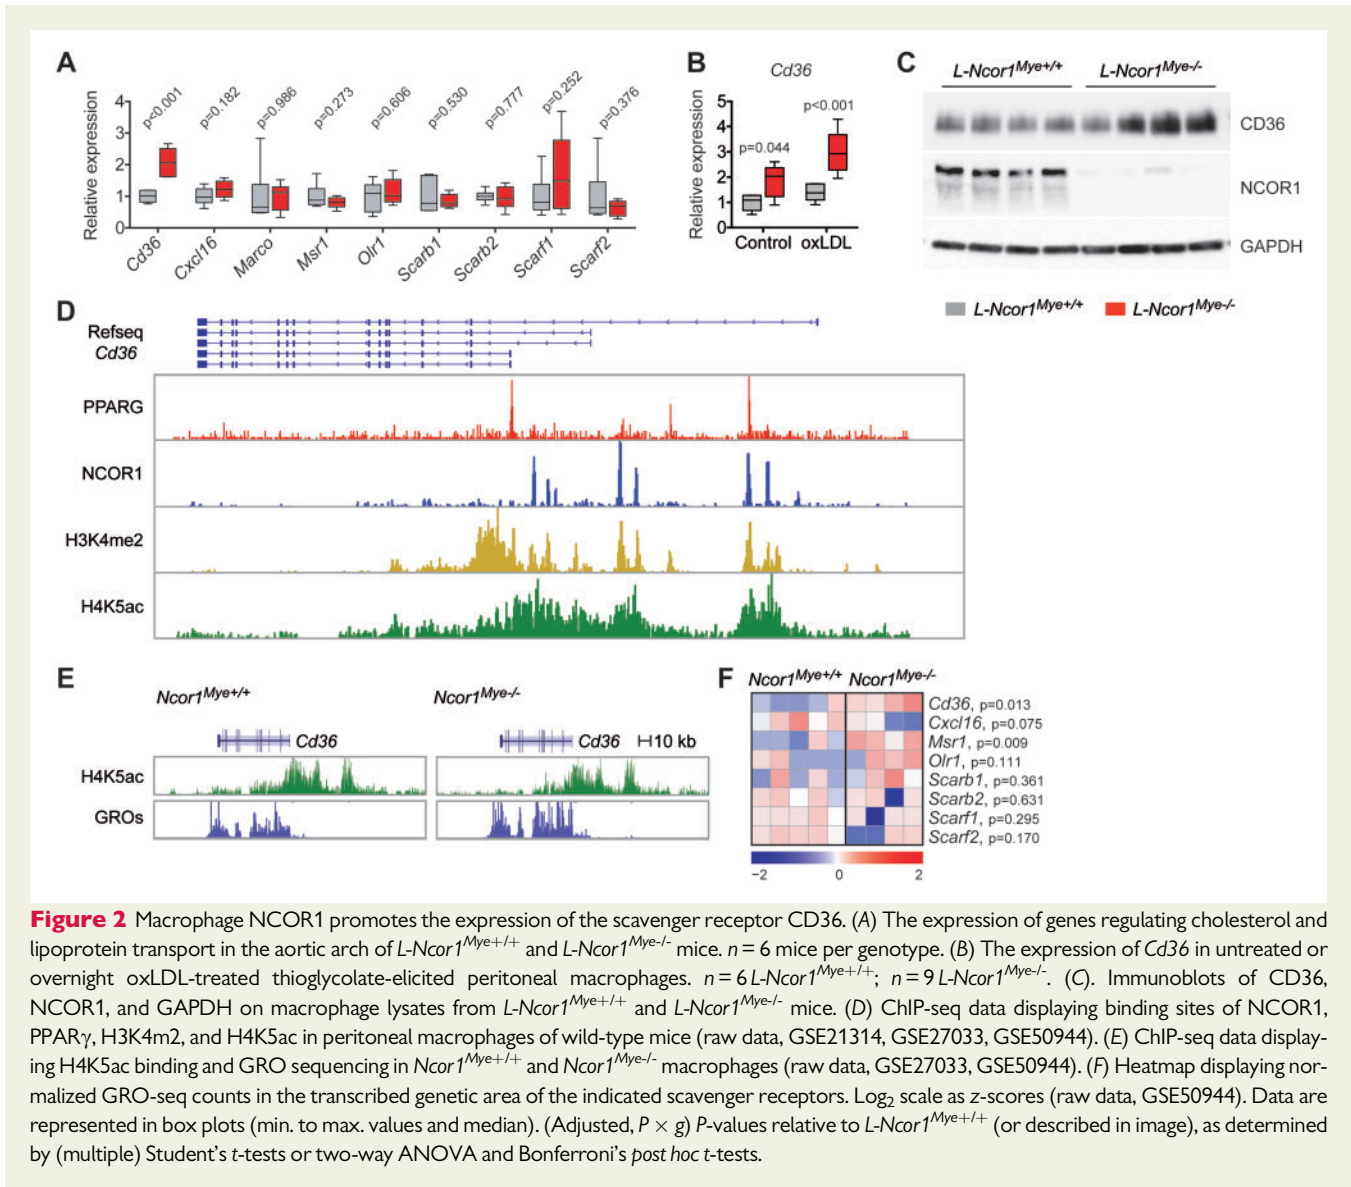 A
Relative expression
4
3
2
1
0
p<0.001
p=0.182
p=0.986
p=0.273
p=0.606
p=0.530
p=0.777
p=0.252
p=0.376
Cd36
Cxcl16
Marco
Msr1
Olr1
Scarb1
Scarb2
Scarf1
Scarf2
B
Cd36
Relative expression
5
4
3
2
1
0
p=0.044
p<0.001
Control oxLDL
C
L-Ncor1Mye+/+ L-Ncor1Mye-/-
CD36
NCOR1
GAPDH
L-Ncor1Mye+/+ L-Ncor1Mye-/-
D
Refseq
Cd36
PPARG
NCOR1
H3K4me2
H4K5ac
E
Ncor1Mye+/+ Ncor1Mye-/-
Cd36 Cd36 10 kb
H4K5ac
GROs
F
Ncor1Mye+/+ Ncor1Mye-/-
Cd36, p=0.013
Cxcl16, p=0.075
Msr1, p=0.009
Olr1, p=0.111
Scarb1, p=0.361
Scarb2, p=0.631
Scarf1, p=0.295
Scarf2, p=0.170
−2 0 2
Figure 2 Macrophage NCOR1 promotes the expression of the scavenger receptor CD36. (A) The expression of genes regulating cholesterol and
lipoprotein transport in the aortic arch of L-Ncor1Mye+/+ and L-Ncor1Mye-/- mice. n = 6 mice per genotype. (B) The expression of Cd36 in untreated or
overnight oxLDL-treated thioglycolate-elicited peritoneal macrophages. n = 6 L-Ncor1Mye+/+; n = 9 L-Ncor1Mye-/-. (C). Immunoblots of CD36,
NCOR1, and GAPDH on macrophage lysates from L-Ncor1Mye+/+ and L-Ncor1Mye-/- mice. (D) ChIP-seq data displaying binding sites of NCOR1,
PPARγ, H3K4m2, and H4K5ac in peritoneal macrophages of wild-type mice (raw data, GSE21314, GSE27033, GSE50944). (E) ChIP-seq data display-
ing H4K5ac binding and GRO sequencing in Ncor1Mye+/+ and Ncor1Mye-/- macrophages (raw data, GSE27033, GSE50944). (F) Heatmap displaying nor-
malized GRO-seq counts in the transcribed genetic area of the indicated scavenger receptors. Log2 scale as z-scores (raw data, GSE50944). Data are
represented in box plots (min. to max. values and median). (Adjusted, P × g) P-values relative to L-Ncor1Mye+/+ (or described in image), as determined
by (multiple) Student's t-tests or two-way ANOVA and Bonferroni's post hoc t-tests.